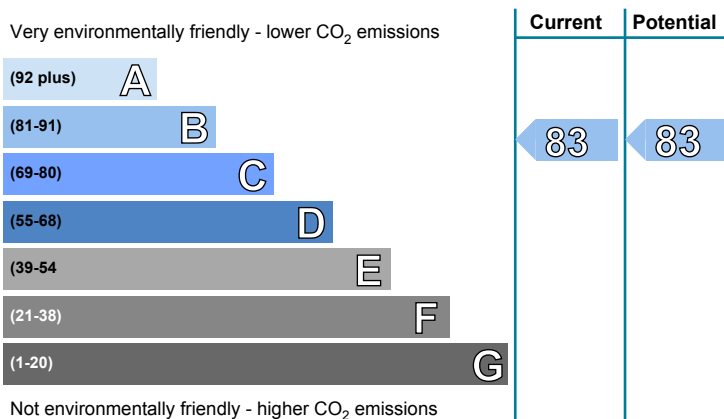 Current Potential
Very environmentally friendly - lower CO2 emissions
(92 plus) A
(81-91) B
83 83
(69-80) C
(55-68) D
(39-54 E
(21-38) F
(1-20) G
Not environmentally friendly - higher CO2 emissions